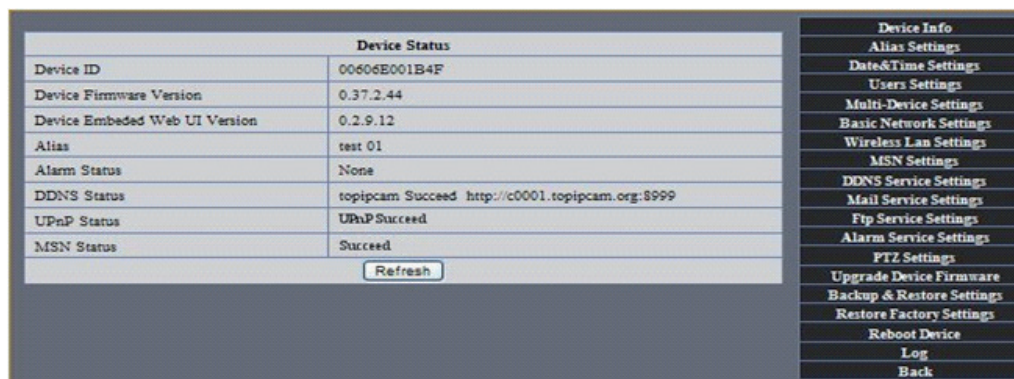 Device Status
Device ID 00606E001B4F
Device Firmware Version 0.37.2.44
Device Embeded Web UI Version 0.2.9.12
Alias test 01
Alarm Status None
DDNS Status topipcam Succeed http://c0001.topipcam.org:8999
UPnP Status UPnP Succeed
MSN Status Succeed
Refresh
Device Info
Alias Settings
Date&Time Settings
Users Settings
Multi-Device Settings
Basic Network Settings
Wireless Lan Settings
MSN Settings
DDNS Service Settings
Mail Service Settings
Ftp Service Settings
Alarm Service Settings
PTZ Settings
Upgrade Device Firmware
Backup & Restore Settings
Restore Factory Settings
Reboot Device
Log
Back